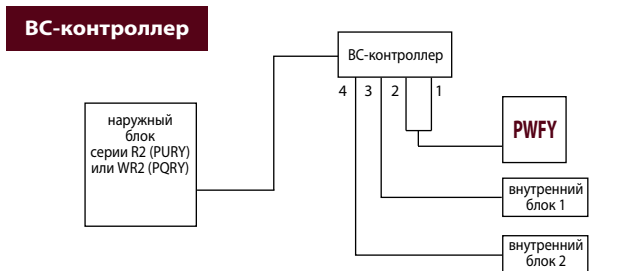 ВС-контроллер
ВС-контроллер
4 3 2 1
наружный
блок
серии R2 (PURY)
или WR2 (PQRY)
PWFY
внутренний
блок 1
внутренний
блок 2